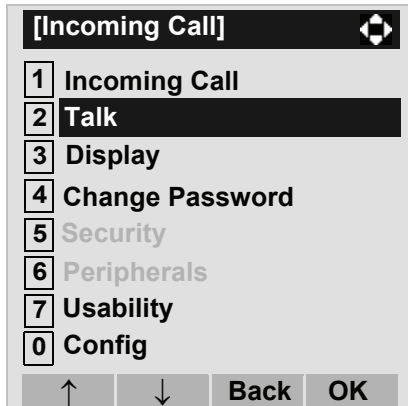 [Incoming Call]
1 Incoming Call
2 Talk
3 Display
4 Change Password
5 Security
6 Peripherals
7 Usability
0 Config
↑ ↓ Back OK